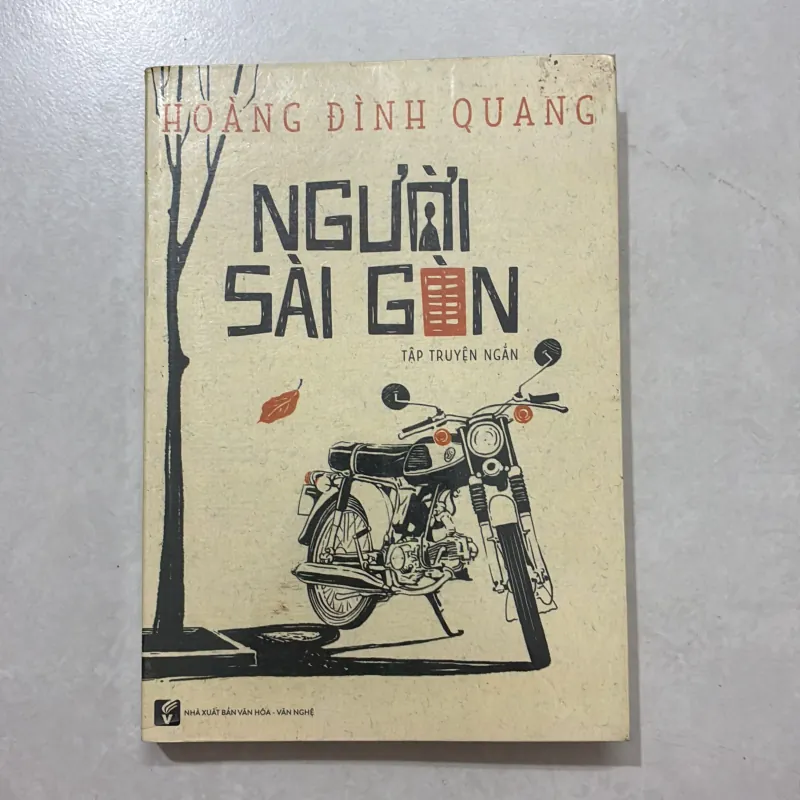 HOÀNG ĐÌNH QUANG
NGƯỜI
SÀI GÒN
TẬP TRUYỆN NGẮN
NHÀ XUẤT BẢN VĂN HÓA - VĂN NGHỆ